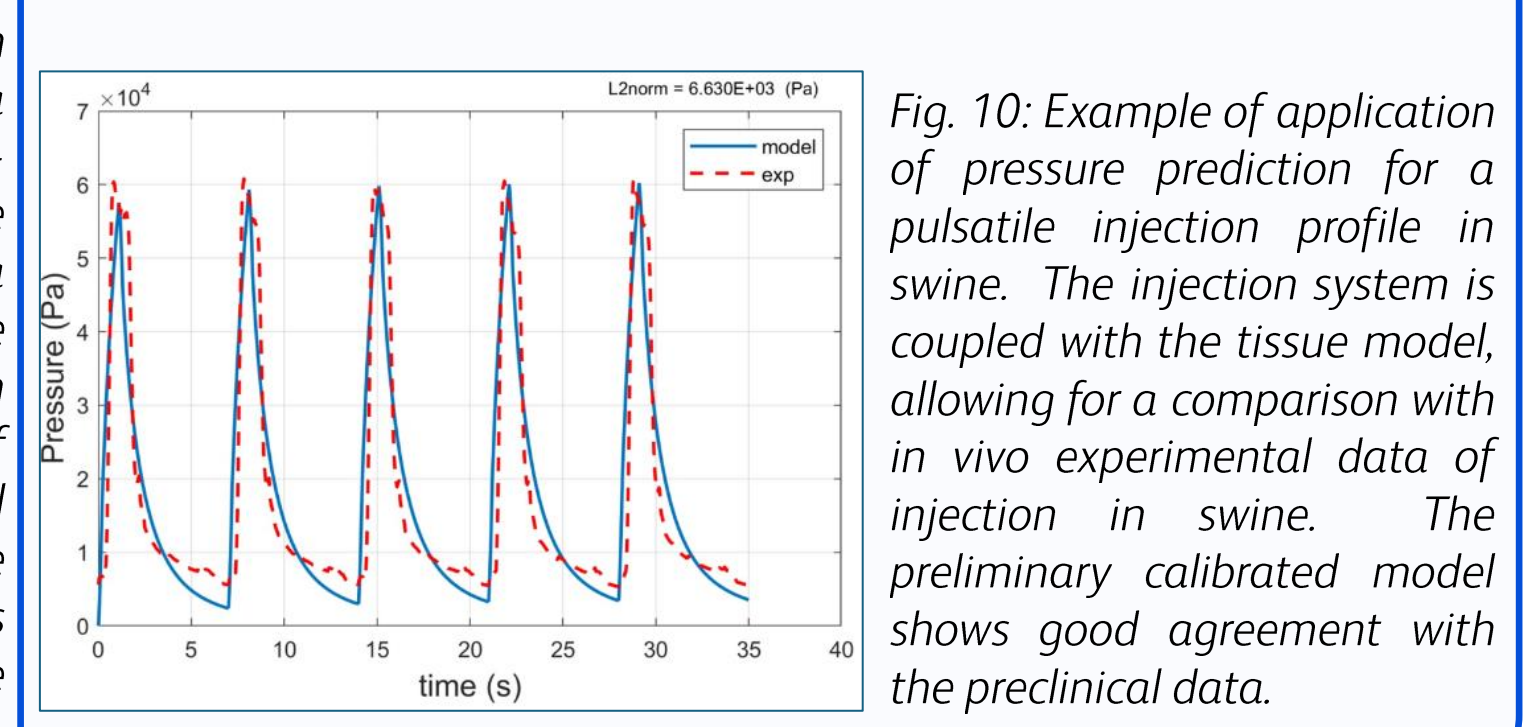 L2norm = 6.630E+03 (Pa)
×10⁴
7
6
5
4
3
2
1
0
Pressure (Pa)
model
exp
0 5 10 15 20 25 30 35 40
time (s)
Fig. 10: Example of application
of pressure prediction for a
pulsatile injection profile in
swine. The injection system is
coupled with the tissue model,
allowing for a comparison with
in vivo experimental data of
injection in swine. The
preliminary calibrated model
shows good agreement with
the preclinical data.